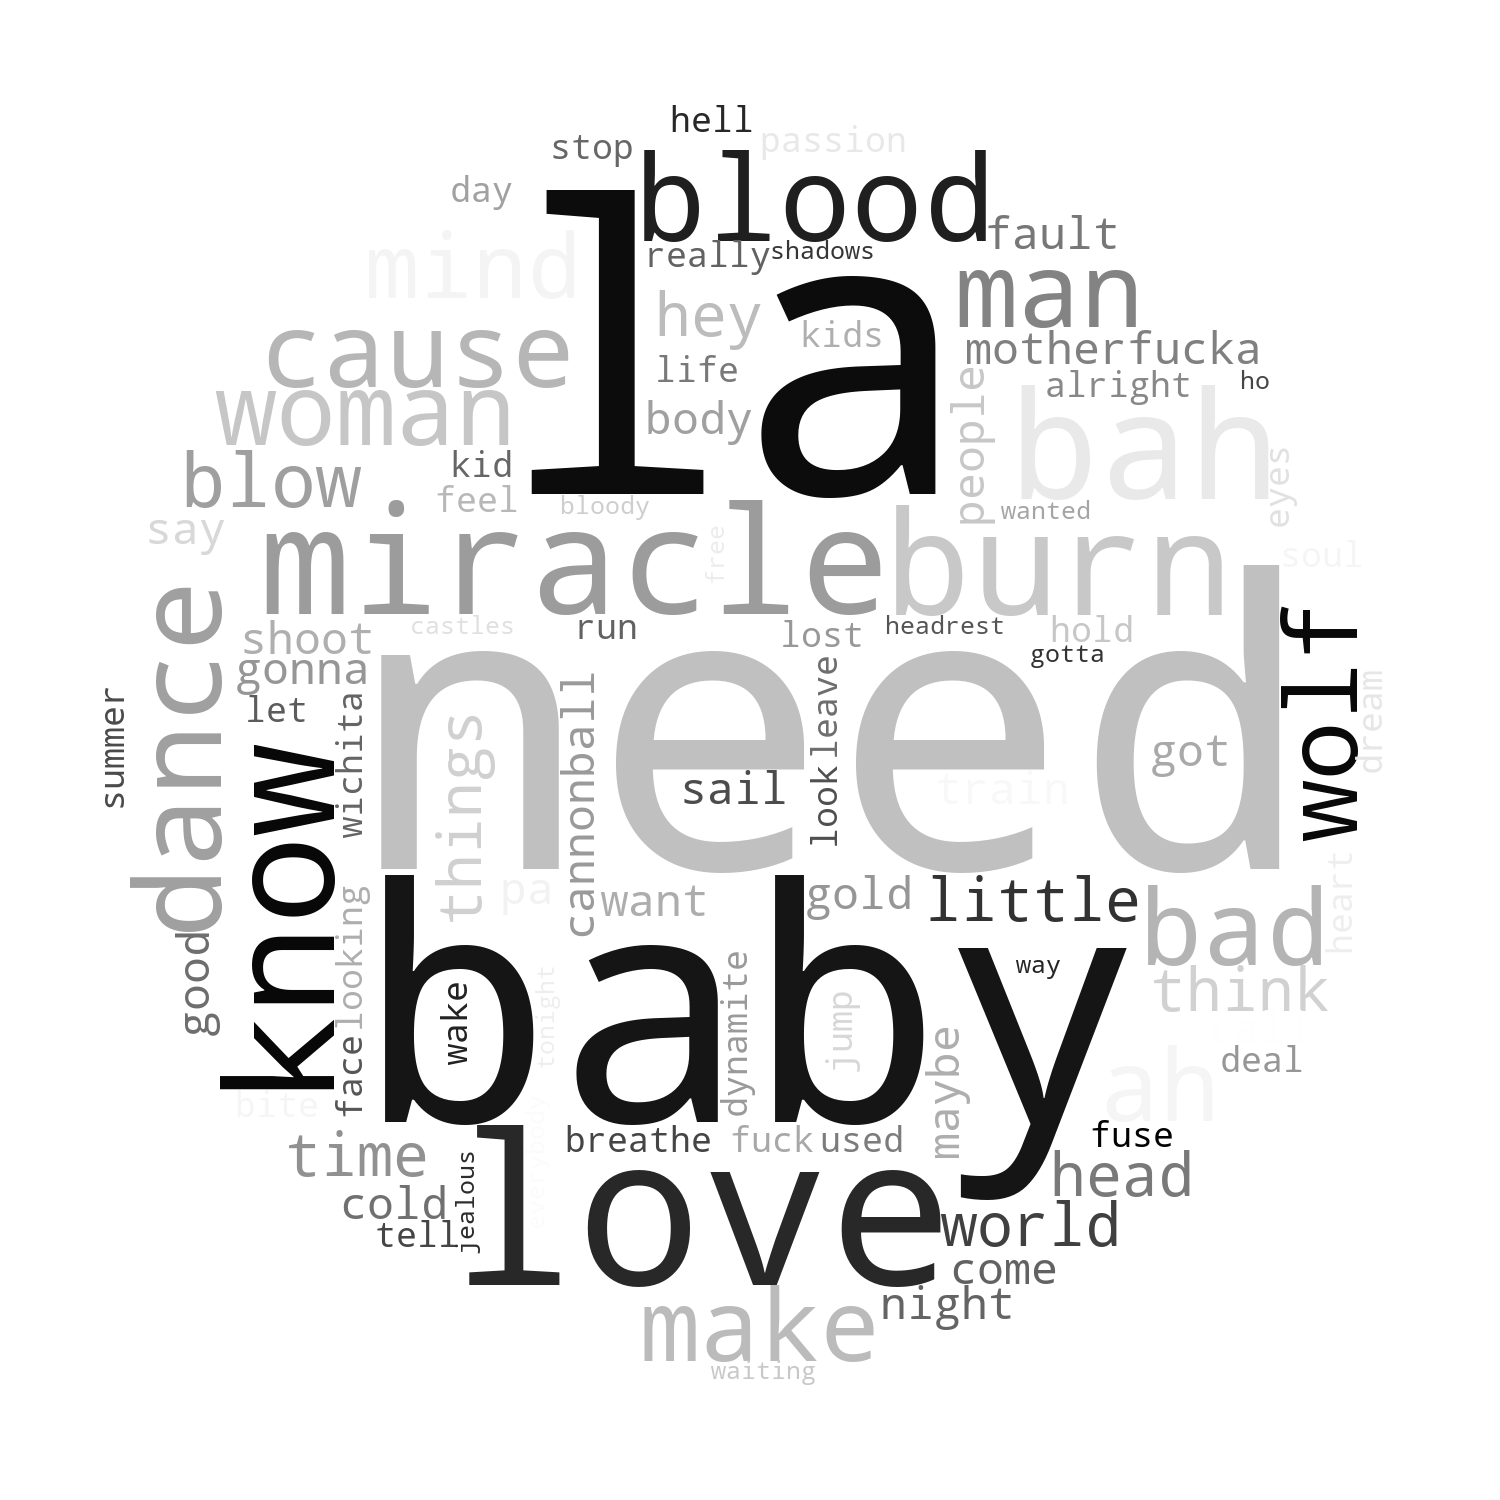 hell
passion
stop
blood
day
la
fault
mind
really
shadows
man
hey
kids
cause
motherfucka
life
alright
ho
people
woman
body
bah
blow
kid
eyes
feel
bloody
wanted
say
miracle
free
burn
soul
dance
shoot
castles
run
lost
headrest
hold
wolf
gonna
gotta
need
summer
let
wichita
things
cannonball
look
leave
got
dream
know
sail
train
good
looking
pa
want
gold
little
bad
heart
baby
way
think
face
wake
tonight
dynamite
jump
maybe
ah
deal
bite
everybody
breathe
fuck
used
fuse
time
love
head
cold
jealous
world
tell
come
night
make
waiting